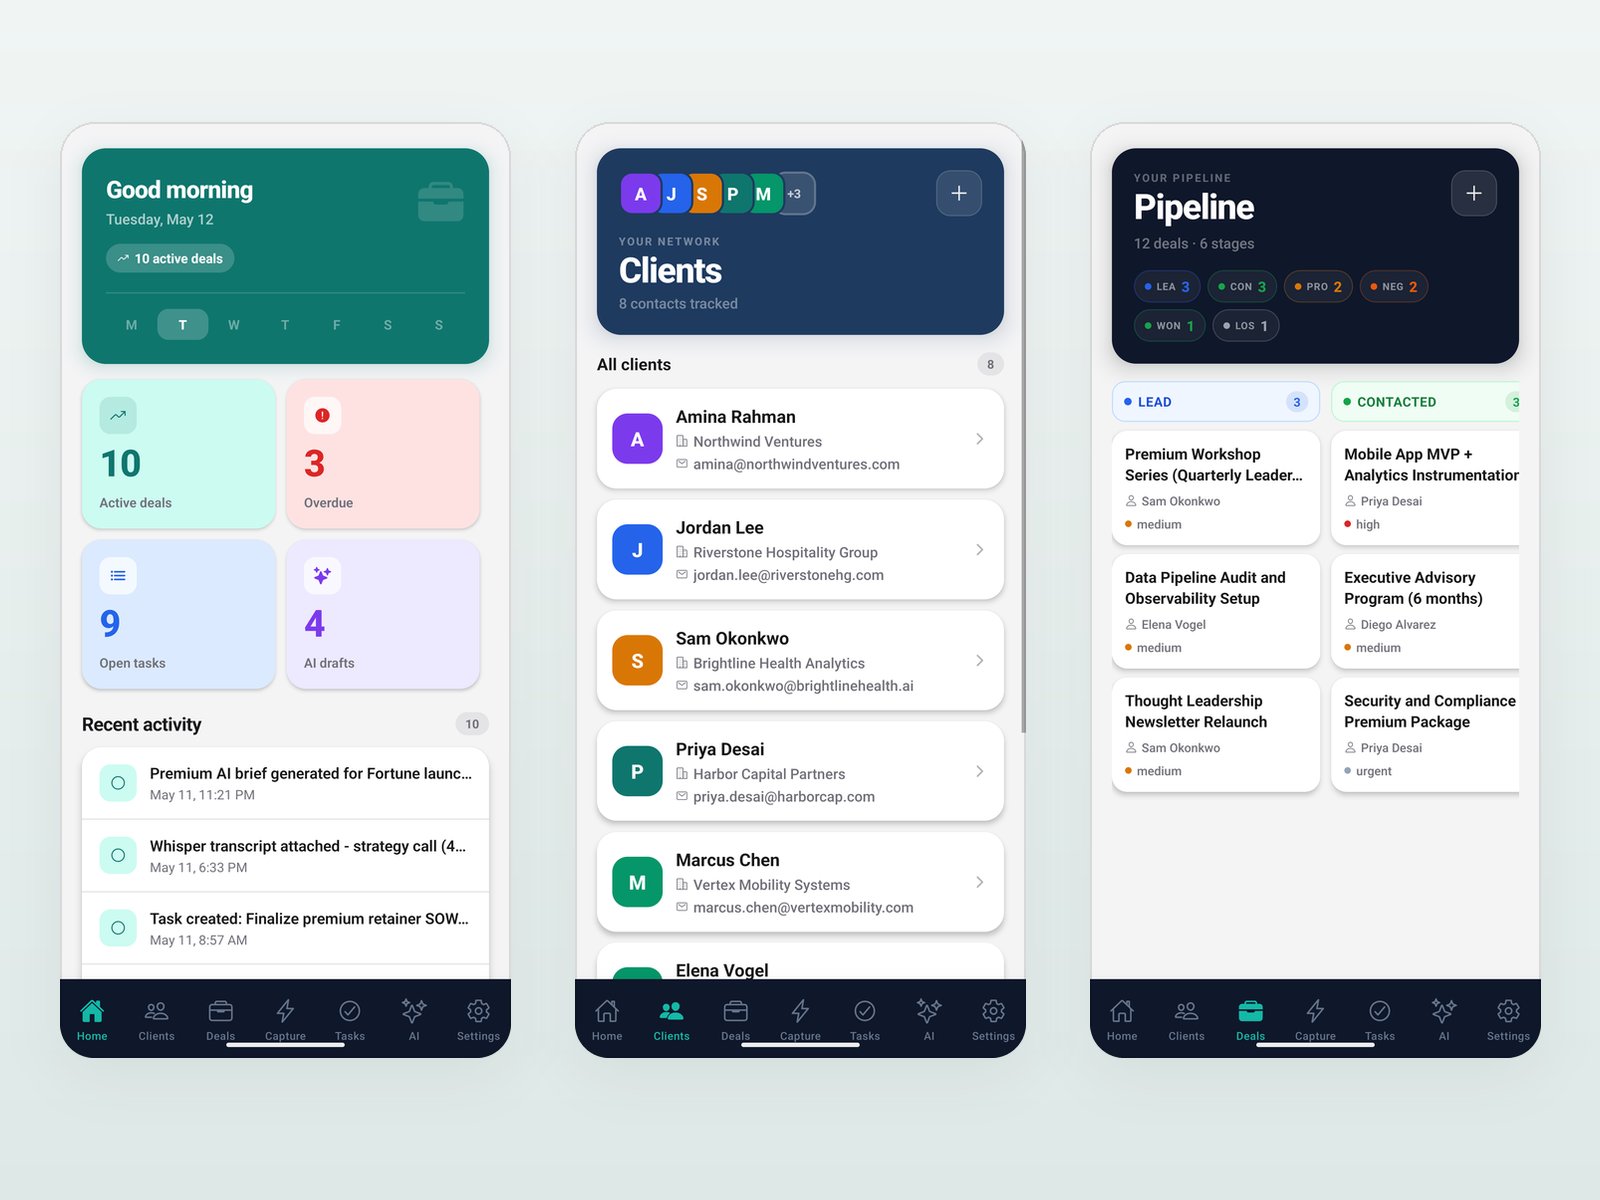 Good morning
Tuesday, May 12
10 active deals
M T W T F S S
10
Active deals
3
Overdue
9
Open tasks
4
AI drafts
Recent activity
10
Premium AI brief generated for Fortune launc...
May 11, 11:21 PM
Whisper transcript attached - strategy call (4...
May 11, 6:33 PM
Task created: Finalize premium retainer SOW...
May 11, 8:57 AM
Home Clients Deals Capture Tasks AI Settings
A J S P M +3
YOUR NETWORK
Clients
8 contacts tracked
All clients
8
A
Amina Rahman
Northwind Ventures
amina@northwindventures.com
J
Jordan Lee
Riverstone Hospitality Group
jordan.lee@riverstonehg.com
S
Sam Okonkwo
Brightline Health Analytics
sam.okonkwo@brightlinehealth.ai
P
Priya Desai
Harbor Capital Partners
priya.desai@harborcap.com
M
Marcus Chen
Vertex Mobility Systems
marcus.chen@vertexmobility.com
Elena Vogel
Home Clients Deals Capture Tasks AI Settings
YOUR PIPELINE
Pipeline
12 deals · 6 stages
LEA 3 CON 3 PRO 2 NEG 2
WON 1 LOS 1
LEAD 3
Premium Workshop
Series (Quarterly Leader...
Sam Okonkwo
medium
Data Pipeline Audit and
Observability Setup
Elena Vogel
medium
Thought Leadership
Newsletter Relaunch
Sam Okonkwo
medium
CONTACTED 3
Mobile App MVP +
Analytics Instrumentation
Priya Desai
high
Executive Advisory
Program (6 months)
Diego Alvarez
medium
Security and Compliance
Premium Package
Priya Desai
urgent
Home Clients Deals Capture Tasks AI Settings